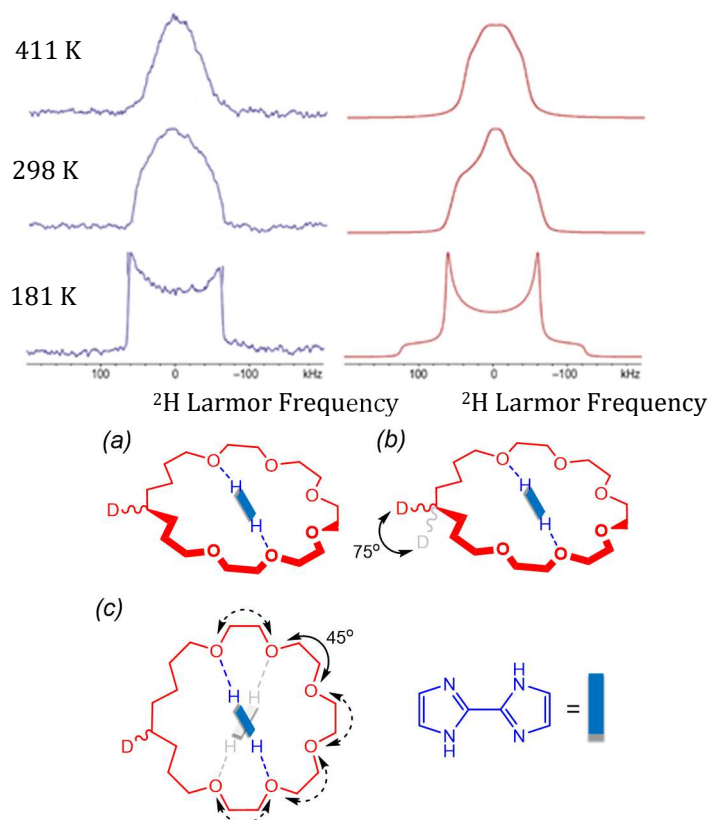 411 K
298 K
181 K
100 0 -100 kHz
100 0 -100 kHz
²H Larmor Frequency
²H Larmor Frequency
(a)
(b)
O O O O O O O
H
H
D
O O O O O O O
H
H
D
D
75°
(c)
45°
O O O O O O
H H
H H
D
N H N
N N
H
=